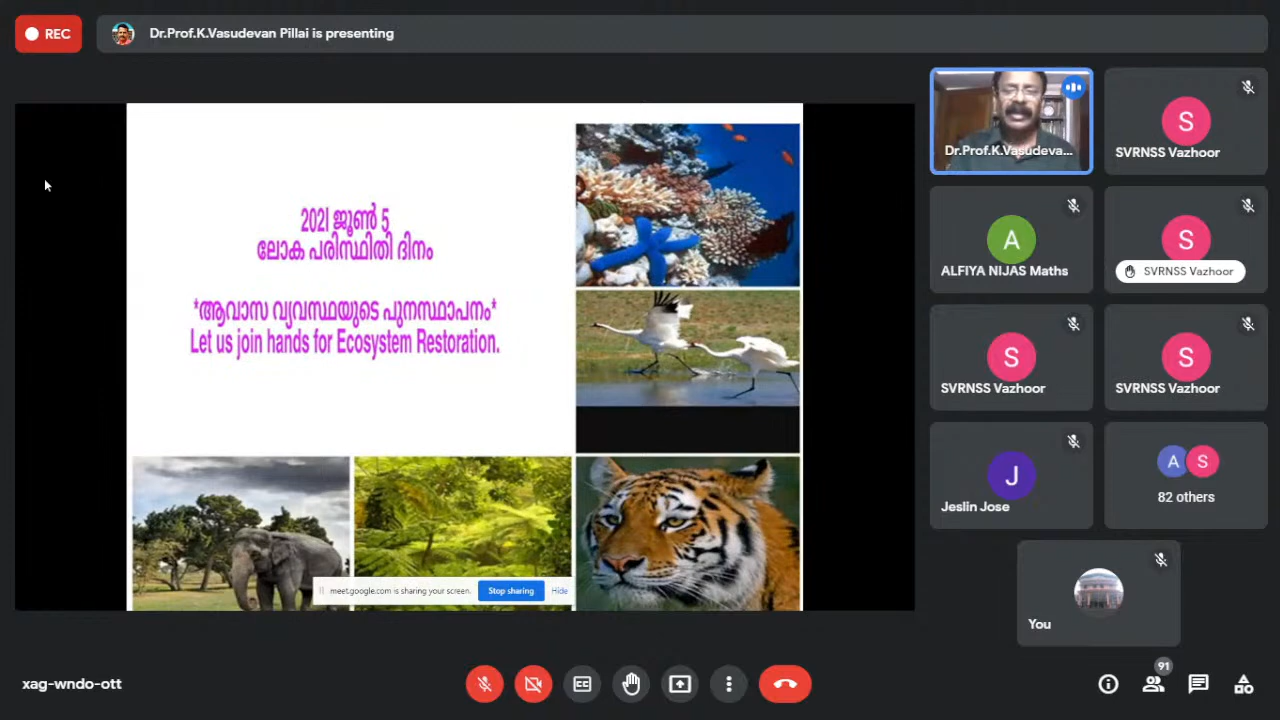 REC
Dr.Prof.K.Vasudevan Pillai is presenting
2021 ജൂൺ 5
ലോക പരിസ്ഥിതി ദിനം
*ആവാസ വ്യവസ്ഥയുടെ പുനസ്ഥാപനം*
Let us join hands for Ecosystem Restoration.
meet.google.com is sharing your screen.
Stop sharing
Hide
Dr.Prof.K.Vasudeva...
S
SVRNSS Vazhoor
A
ALFIYA NIJAS Maths
S
SVRNSS Vazhoor
S
SVRNSS Vazhoor
S
SVRNSS Vazhoor
J
Jeslin Jose
A S
82 others
You
xag-wndo-ott
CC
91